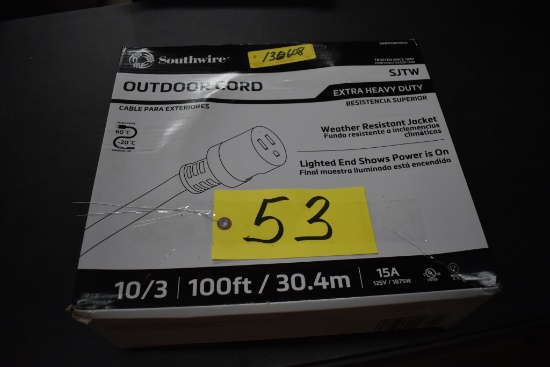 Southwire
13 608
OUTDOOR CORD
CABLE PARA EXTERIORES
SJTW
EXTRA HEAVY DUTY
RESISTENCIA SUPERIOR
60°C
-20°C
Weather Resistant Jacket
Fundo resistente a inclemencias
climáticas
Lighted End Shows Power is On
Final muestra iluminado está encendido
53
10/3 | 100ft / 30.4m | 15A
125V / 1875W